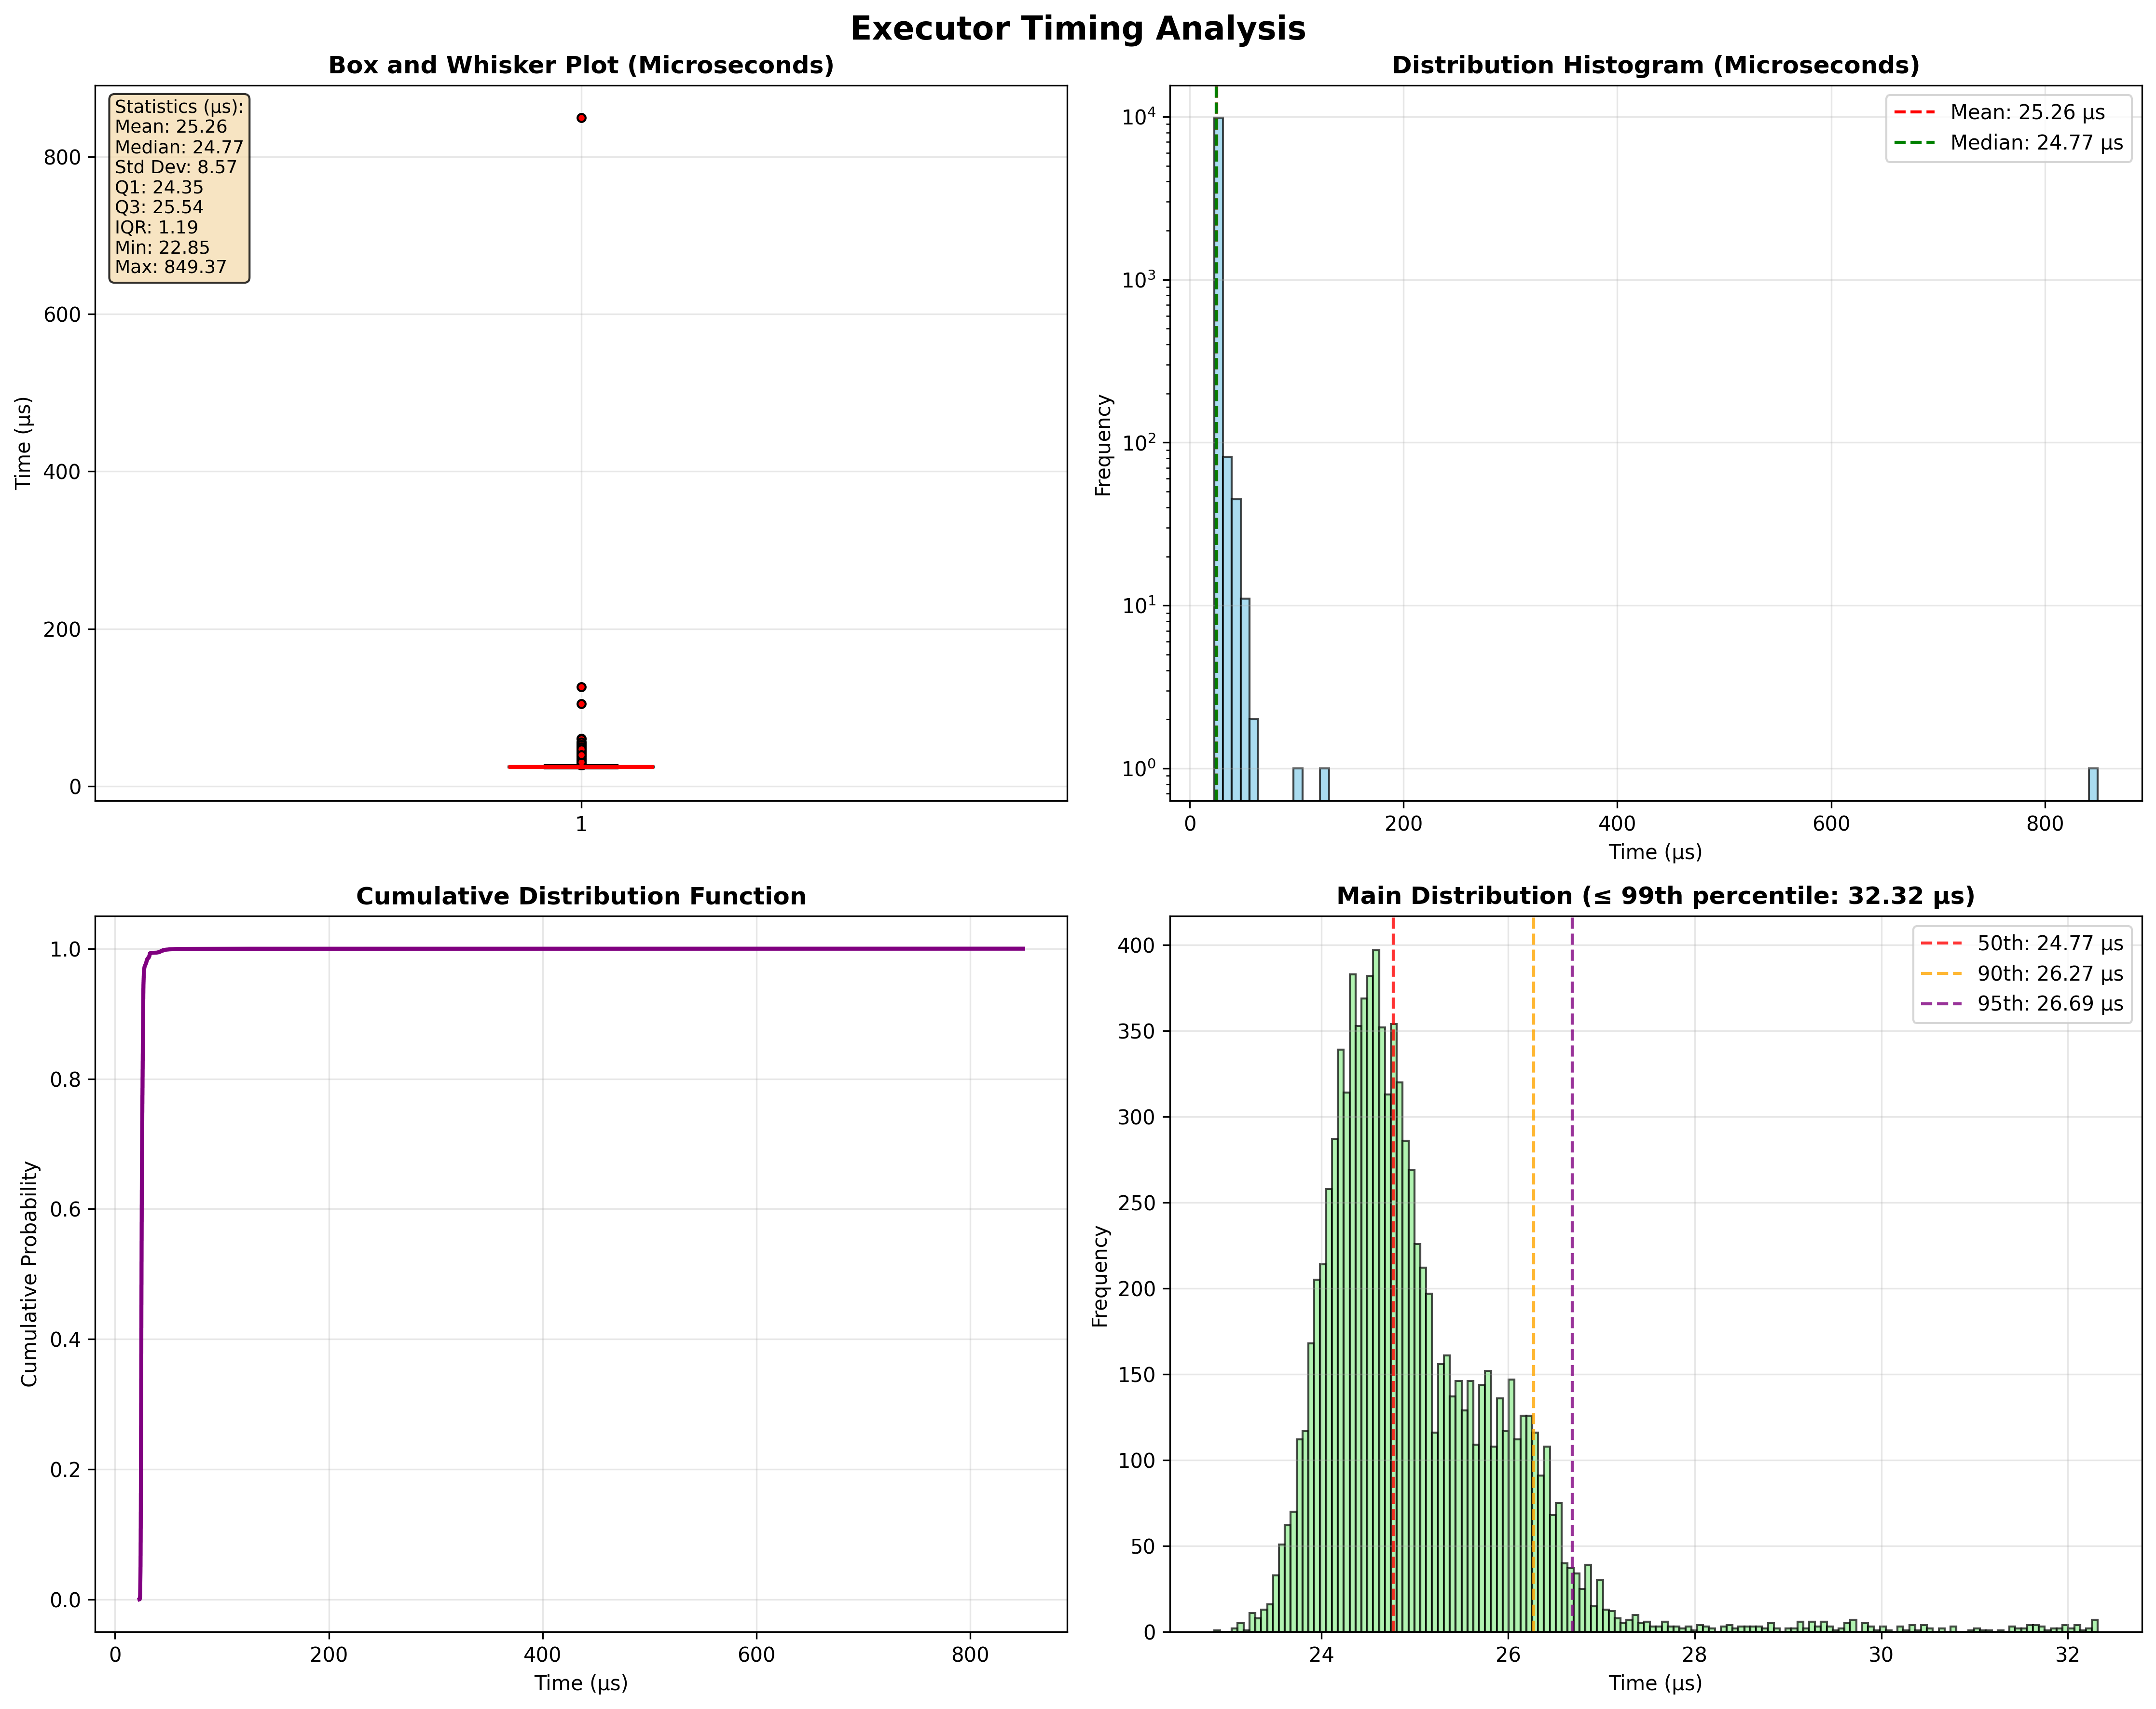 Executor Timing Analysis
Box and Whisker Plot (Microseconds)
Statistics (µs):
Mean: 25.26
Median: 24.77
Std Dev: 8.57
Q1: 24.35
Q3: 25.54
IQR: 1.19
Min: 22.85
Max: 849.37
Time (µs)
800
600
400
200
0
1
Distribution Histogram (Microseconds)
Mean: 25.26 µs
Median: 24.77 µs
Frequency
10⁴
10³
10²
10¹
10⁰
0 200 400 600 800
Time (µs)
Cumulative Distribution Function
Cumulative Probability
1.0
0.8
0.6
0.4
0.2
0.0
0 200 400 600 800
Time (µs)
Main Distribution (≤ 99th percentile: 32.32 µs)
50th: 24.77 µs
90th: 26.27 µs
95th: 26.69 µs
Frequency
400
350
300
250
200
150
100
50
0
24 26 28 30 32
Time (µs)